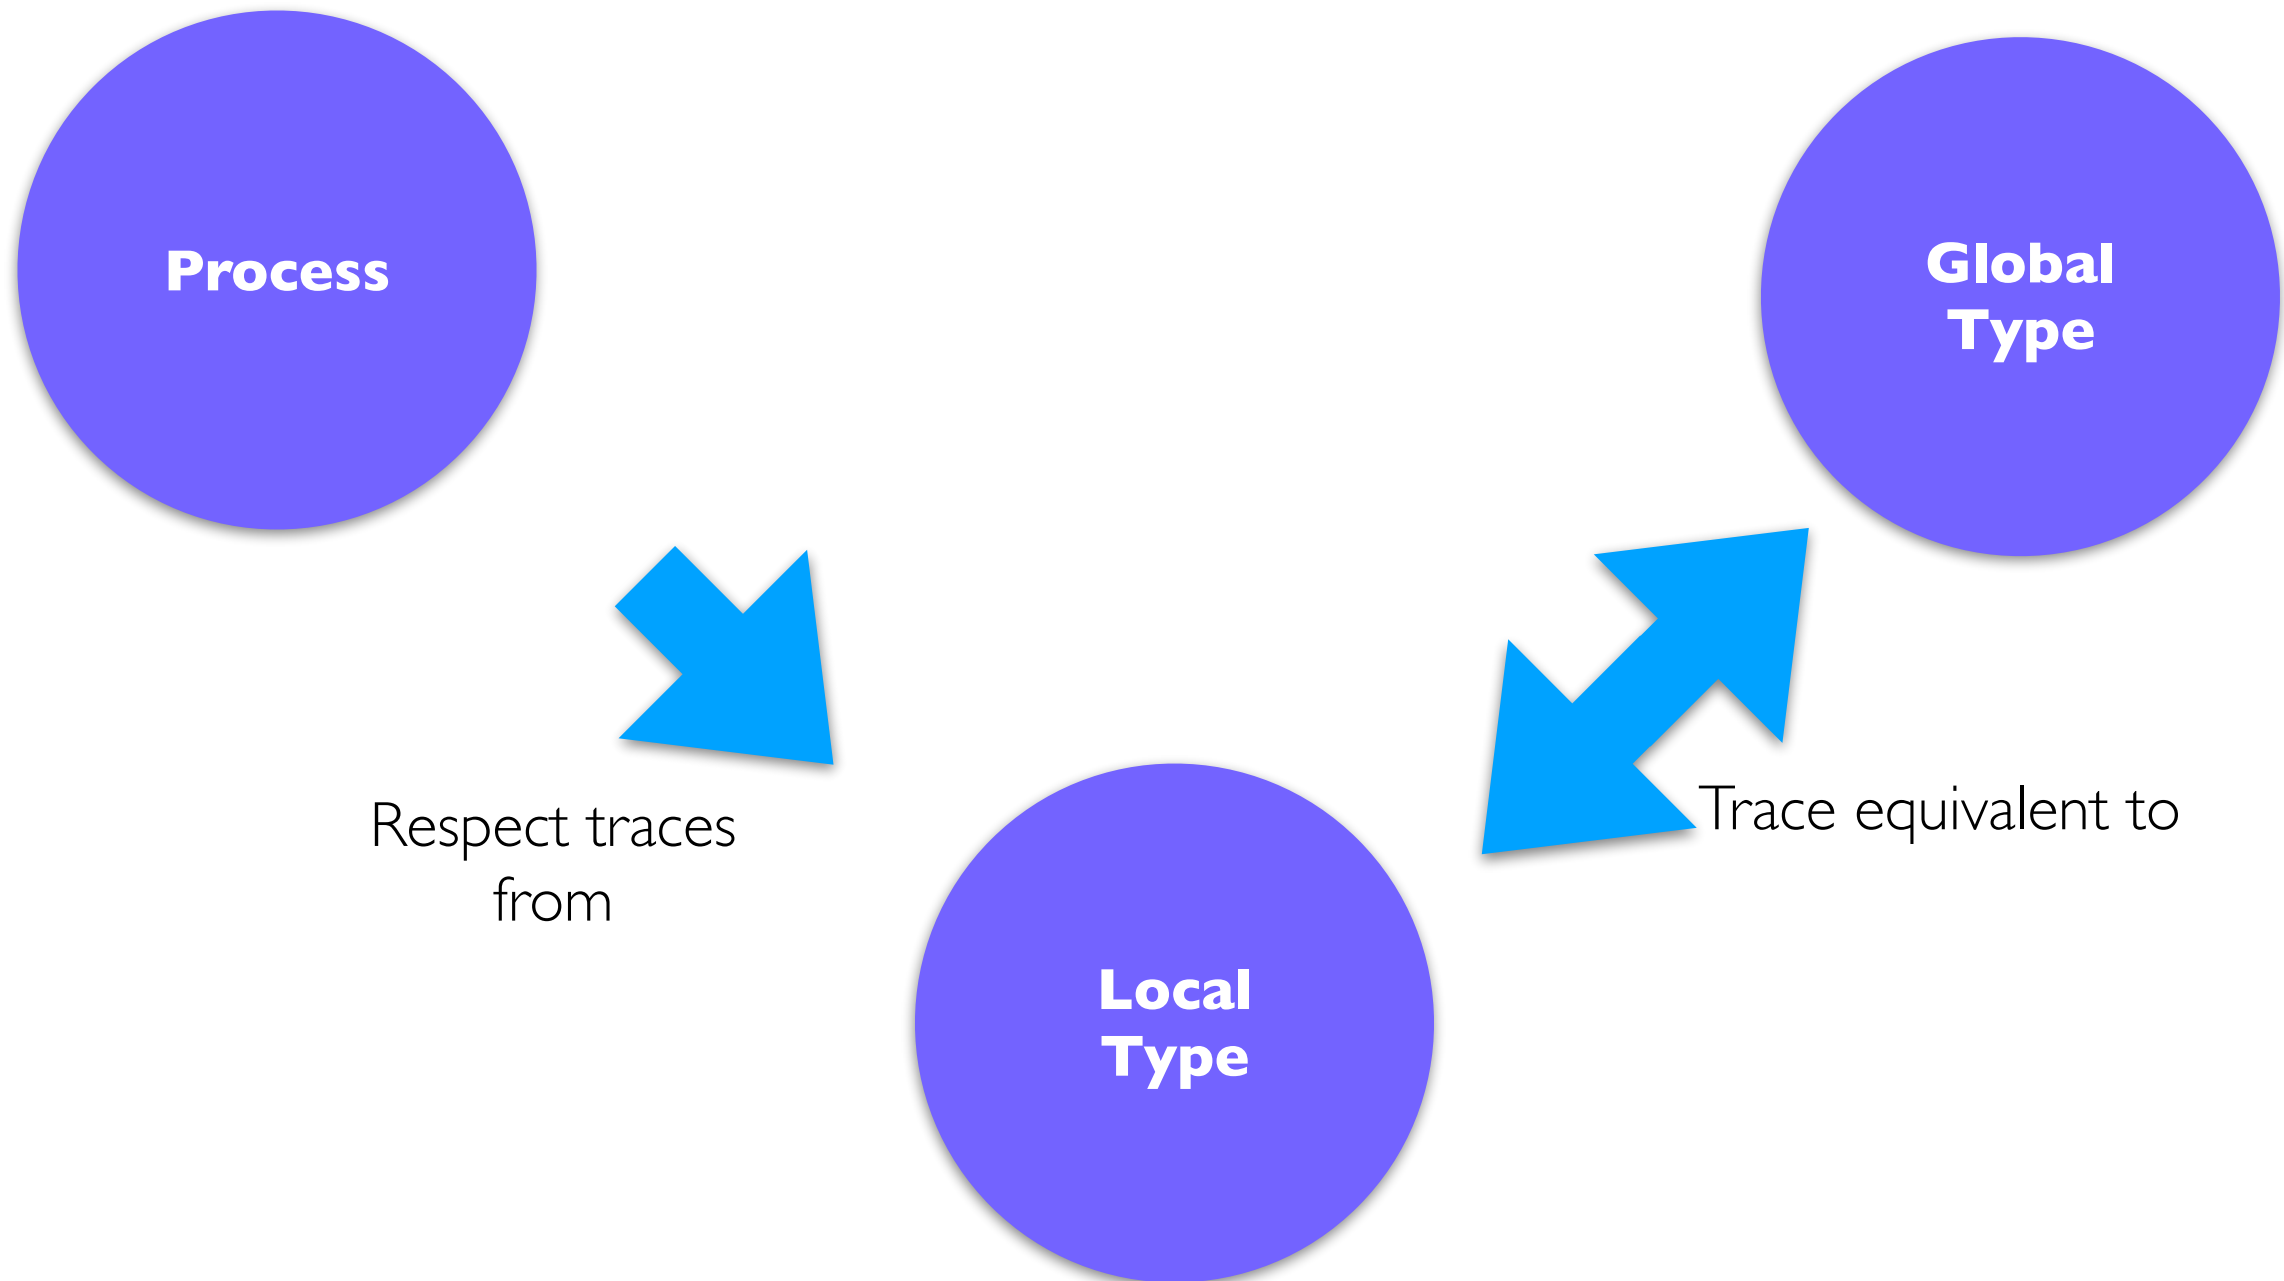 Process
Global
Type
Respect traces
from
Trace equivalent to
Local
Type